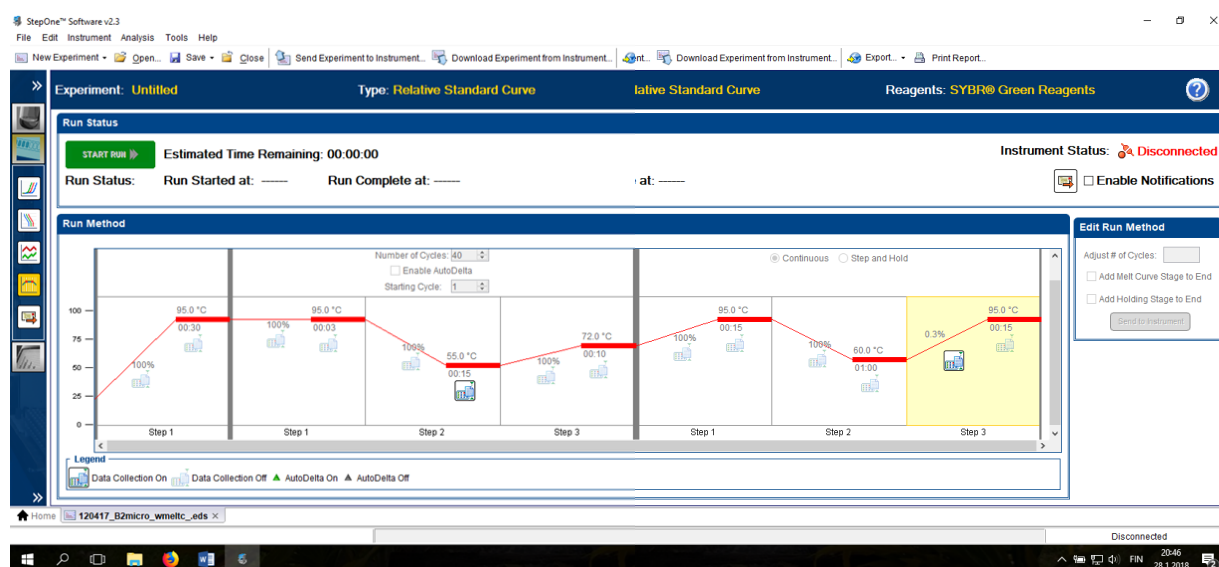 StepOne™ Software v2.3
File Edit Instrument Analysis Tools Help
New Experiment Open... Save Close Send Experiment to Instrument... Download Experiment from Instrument... nt... Download Experiment from Instrument... Export... Print Report...
Experiment: Untitled Type: Relative Standard Curve lative Standard Curve Reagents: SYBR® Green Reagents ?
Run Status
START RUN Estimated Time Remaining: 00:00:00 Instrument Status: Disconnected
Run Status: Run Started at: ------ Run Complete at: ------ at: ------ Enable Notifications
Run Method
Edit Run Method
Number of Cycles: 40
Enable AutoDelta
Starting Cycle: 1
Continuous Step and Hold
Adjust # of Cycles:
Add Melt Curve Stage to End
Add Holding Stage to End
Send to Instrument
100
75
50
25
0
95.0 °C
00:30
100%
Step 1
100%
95.0 °C
00:03
Step 1
100%
55.0 °C
00:15
Step 2
100%
72.0 °C
00:10
Step 3
100%
95.0 °C
00:15
Step 1
100%
60.0 °C
01:00
Step 2
0.3%
95.0 °C
00:15
Step 3
Legend
Data Collection On Data Collection Off AutoDelta On AutoDelta Off
Home 120417_B2micro_wmeltc_.eds ×
Disconnected
FIN 20:46
28.1.2018